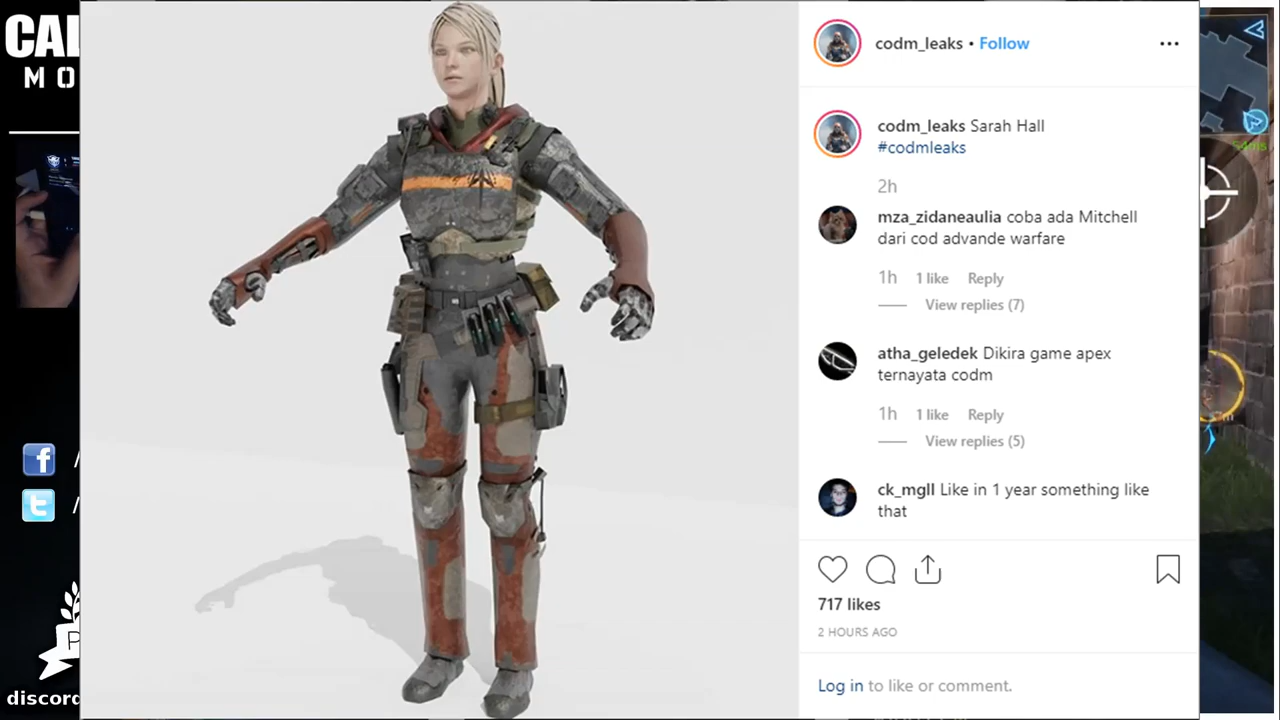 CAL
MO
codm_leaks • Follow
codm_leaks Sarah Hall
#codmleaks
2h
mza_zidaneaulia coba ada Mitchell
dari cod advande warfare
1h 1 like Reply
View replies (7)
atha_geledek Dikira game apex
ternayata codm
1h 1 like Reply
View replies (5)
ck_mgll Like in 1 year something like
that
717 likes
2 HOURS AGO
Log in to like or comment.
54ms
f /
t /
discord